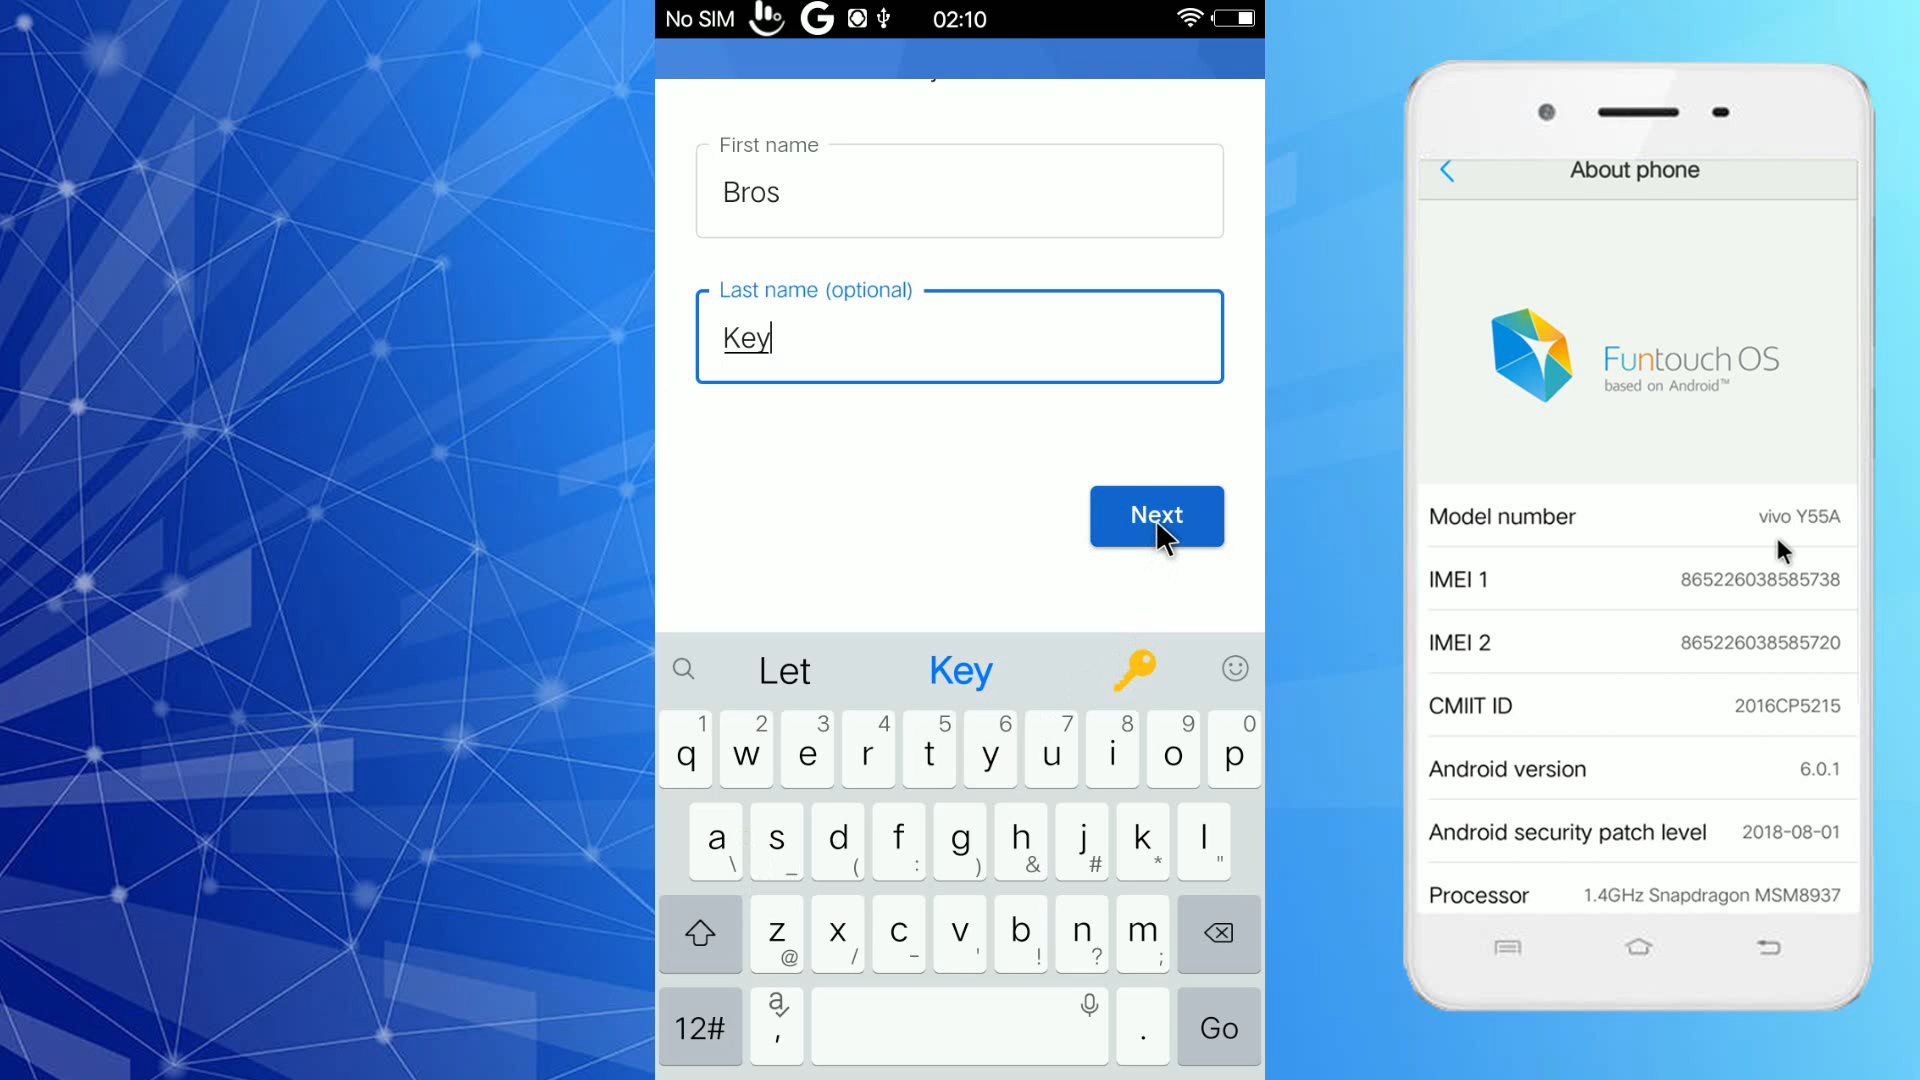 No SIM
02:10
First name
Bros
Last name (optional)
Key
Next
Let
Key
1 2 3 4 5 6 7 8 9 0
q w e r t y u i o p
a s d f g h j k l
\ _ ( : ) & # * "
z x c v b n m
@ / - ' ! ? ;
12#
a
,
.
Go
About phone
Funtouch OS
based on Android™
Model number vivo Y55A
IMEI 1 865226038585738
IMEI 2 865226038585720
CMIIT ID 2016CP5215
Android version 6.0.1
Android security patch level 2018-08-01
Processor 1.4GHz Snapdragon MSM8937